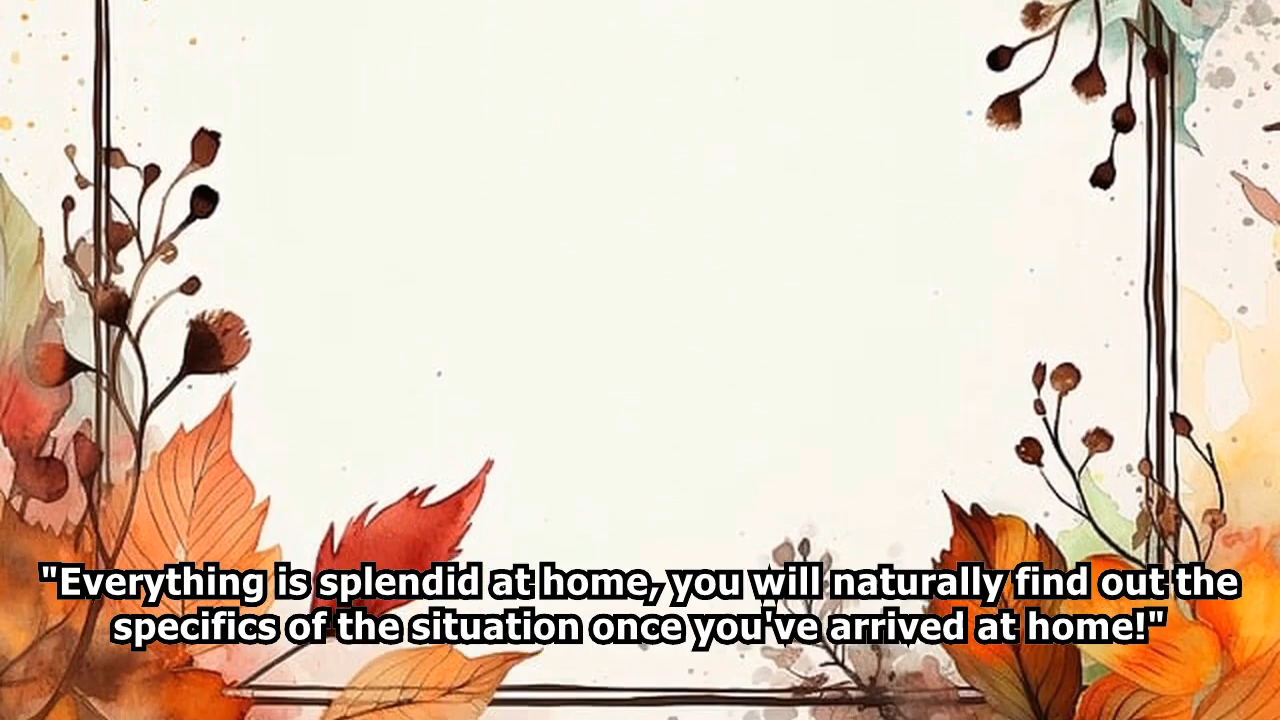 "Everything is splendid at home, you will naturally find out the
specifics of the situation once you've arrived at home!"